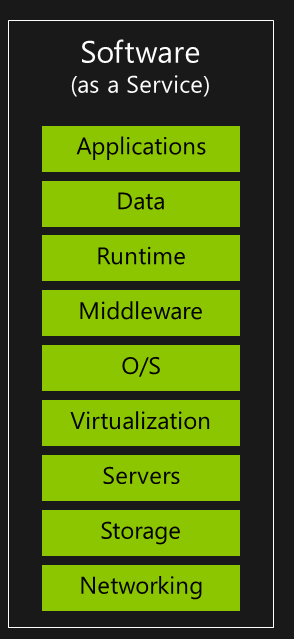 Software
(as a Service)
Applications
Data
Runtime
Middleware
O/S
Virtualization
Servers
Storage
Networking